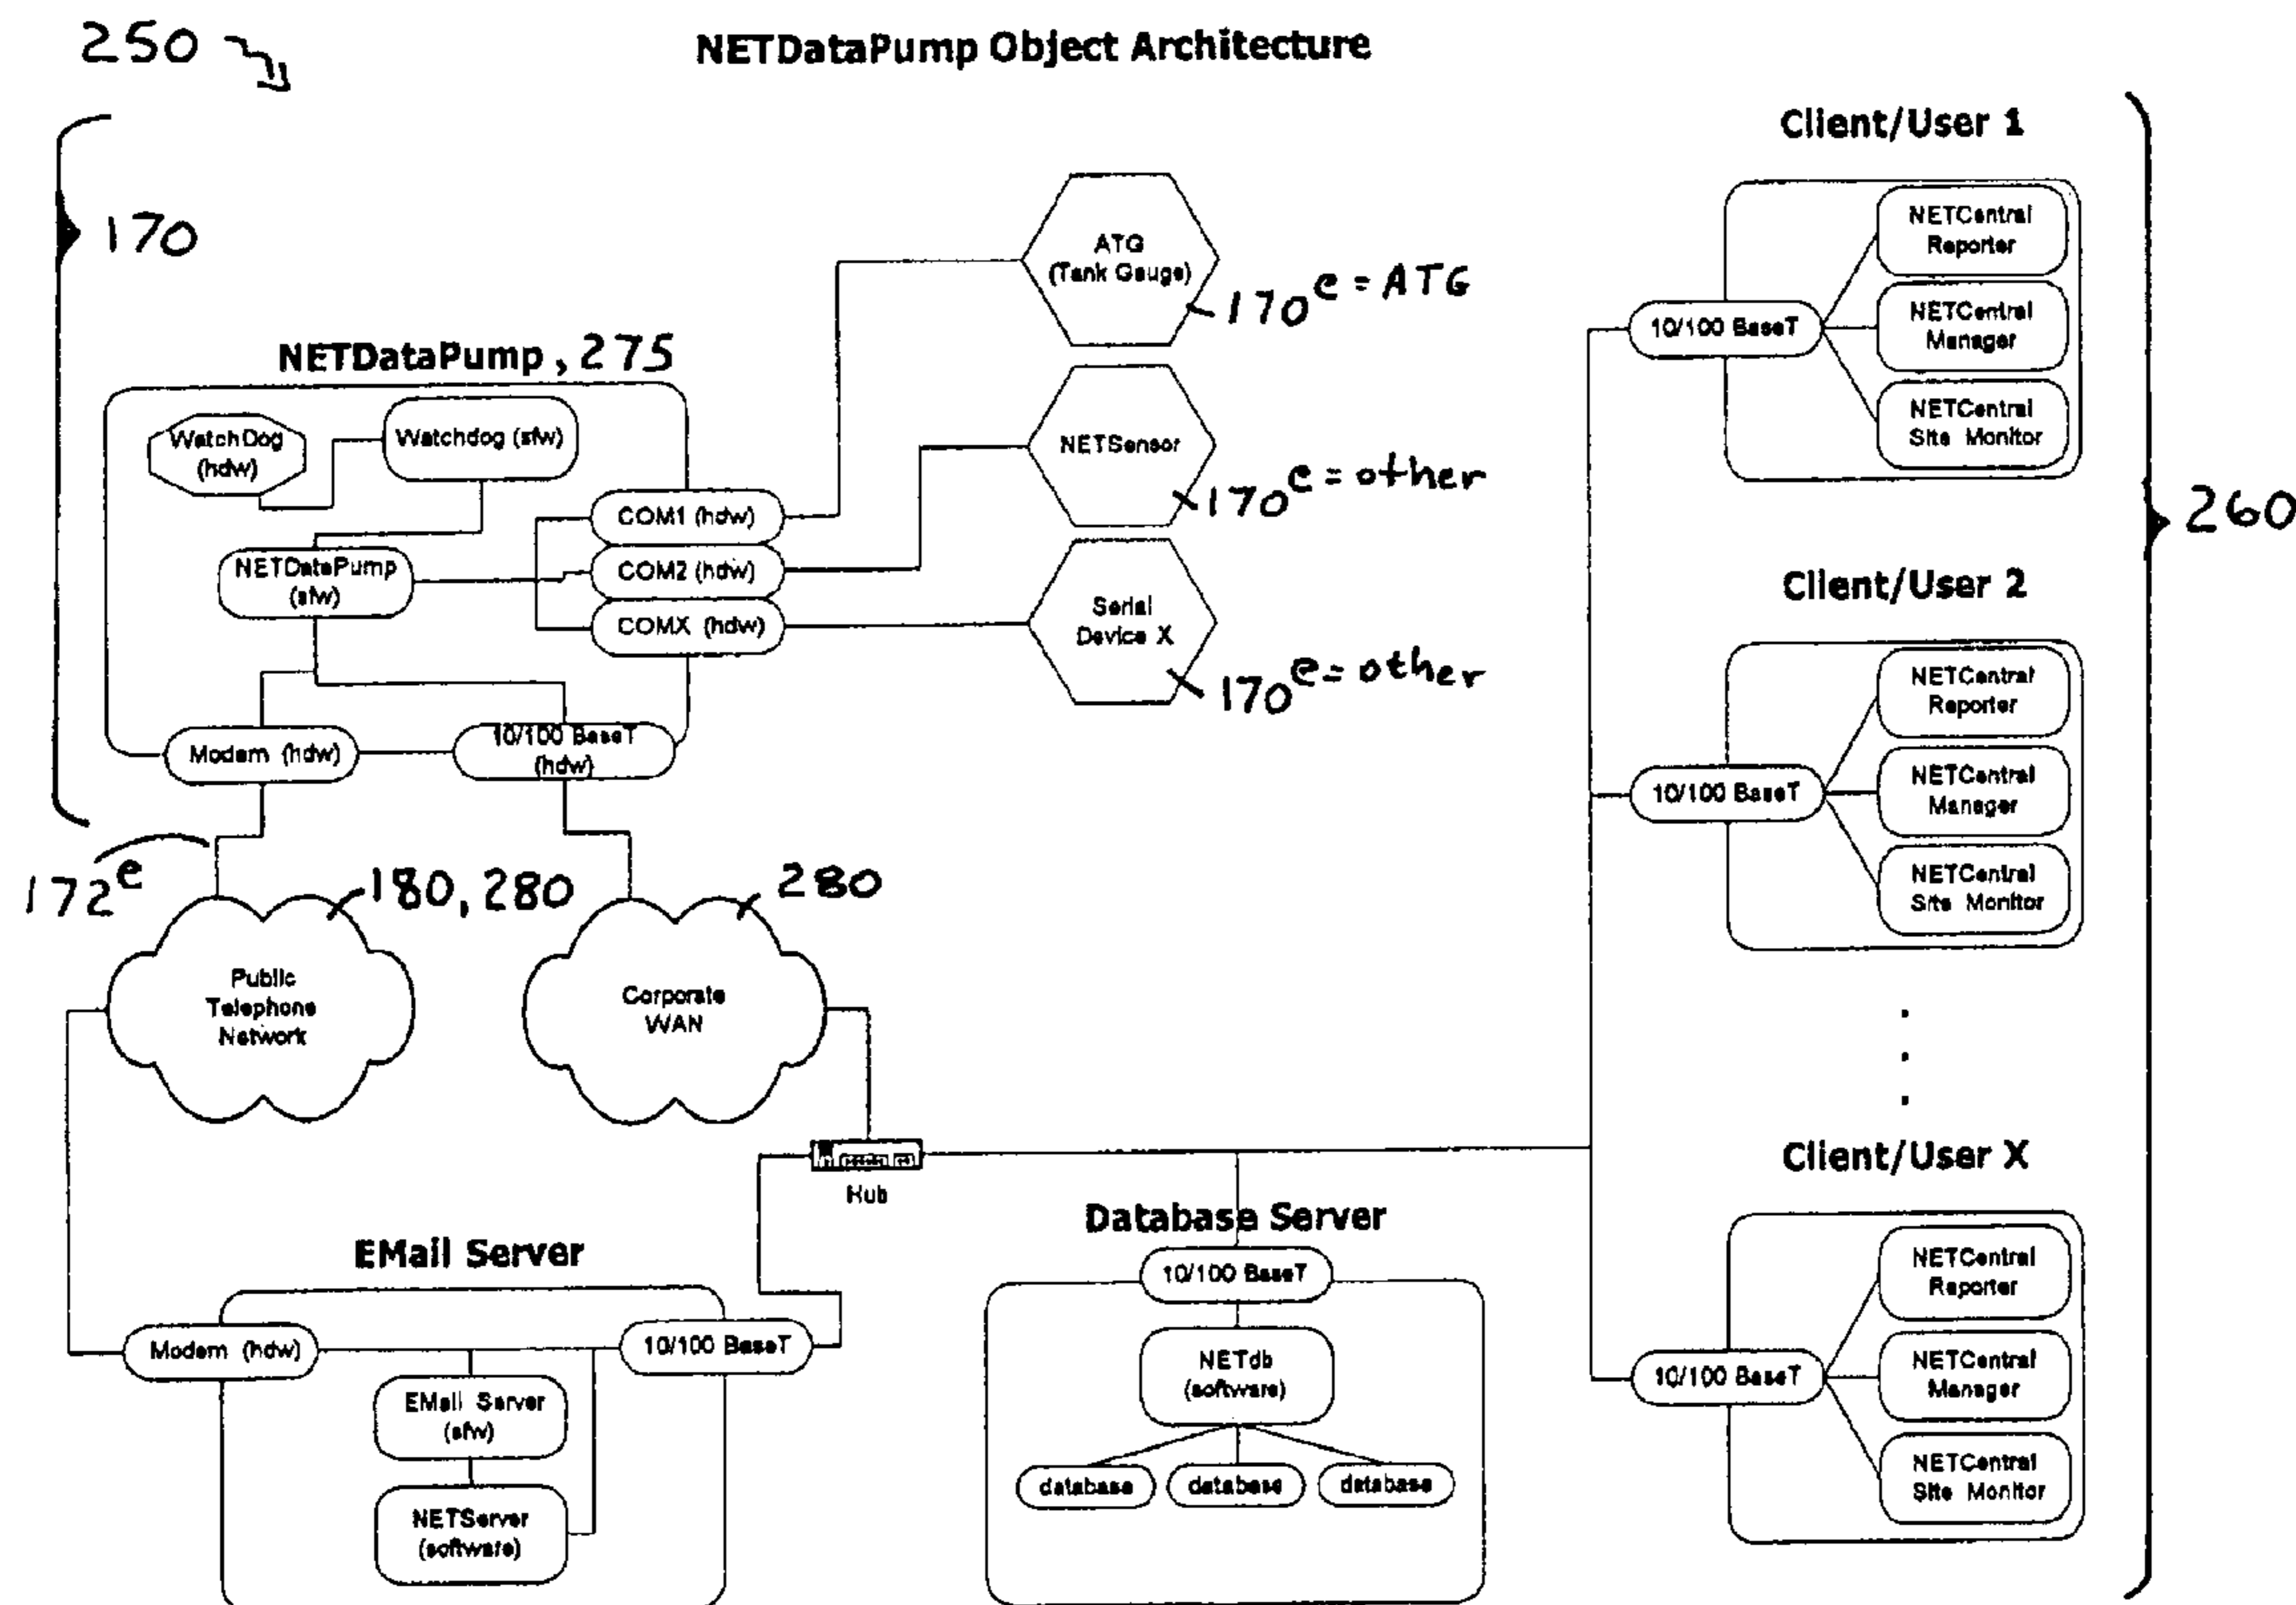 250
NETDataPump Object Architecture
170
NETDataPump, 275
WatchDog
(hdw)
Watchdog (sfw)
NETDataPump
(sfw)
COM1 (hdw)
COM2 (hdw)
COMX (hdw)
Modem (hdw)
10/100 BaseT
(hdw)
ATG
(Tank Gauge)
170e = ATG
NETSensor
170e = other
Serial
Device X
170e = other
172e
180, 280
280
Public
Telephone
Network
Corporate
WAN
Hub
EMail Server
Modem (hdw)
10/100 BaseT
EMail Server
(sfw)
NETServer
(software)
Database Server
10/100 BaseT
NETdb
(software)
database
database
database
Client/User 1
10/100 BaseT
NETCentral
Reporter
NETCentral
Manager
NETCentral
Site Monitor
260
Client/User 2
10/100 BaseT
NETCentral
Reporter
NETCentral
Manager
NETCentral
Site Monitor
Client/User X
10/100 BaseT
NETCentral
Reporter
NETCentral
Manager
NETCentral
Site Monitor